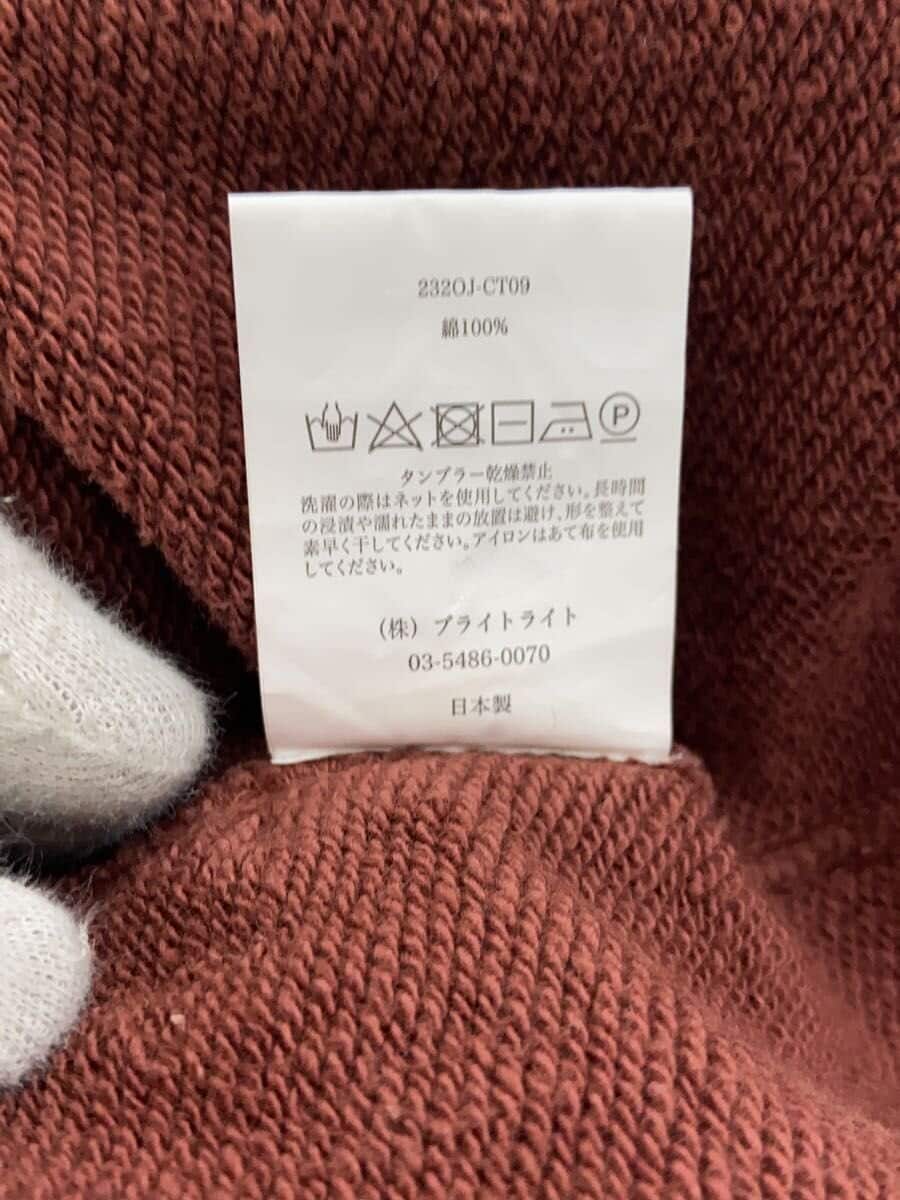 232OJ-CT09
綿100%
P
タンブラー乾燥禁止
洗濯の際はネットを使用してください。長時間
の浸漬や濡れたままの放置は避け、形を整えて
素早く干してください。アイロンはあて布を使用
してください。
（株）ブライトライト
03-5486-0070
日本製